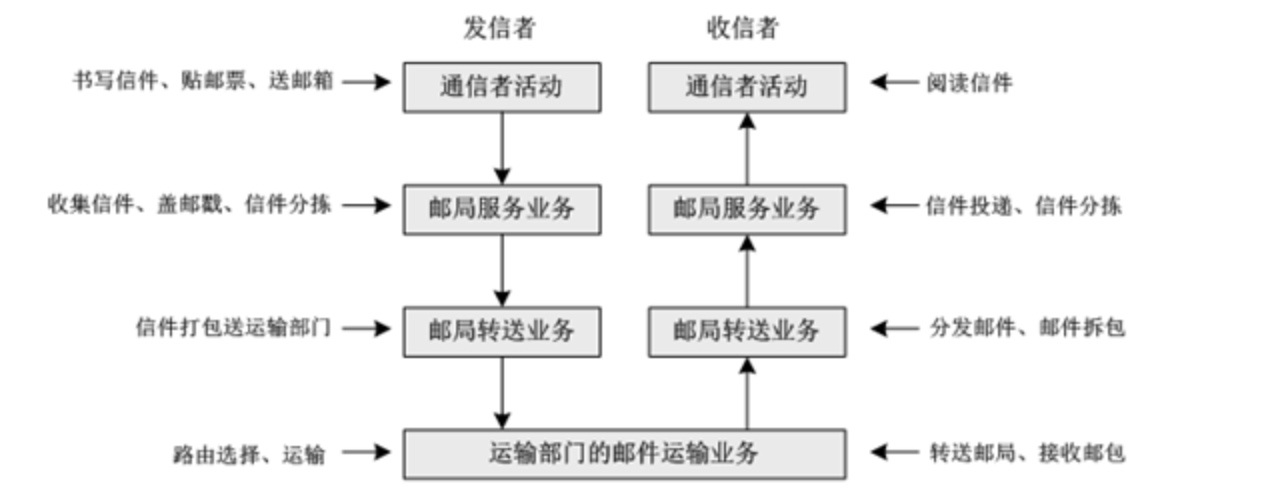 发信者 收信者
书写信件、贴邮票、送邮箱 通信者活动 通信者活动 阅读信件
收集信件、盖邮戳、信件分拣 邮局服务业务 邮局服务业务 信件投递、信件分拣
信件打包送运输部门 邮局转送业务 邮局转送业务 分发邮件、邮件拆包
路由选择、运输 运输部门的邮件运输业务 转送邮局、接收邮包